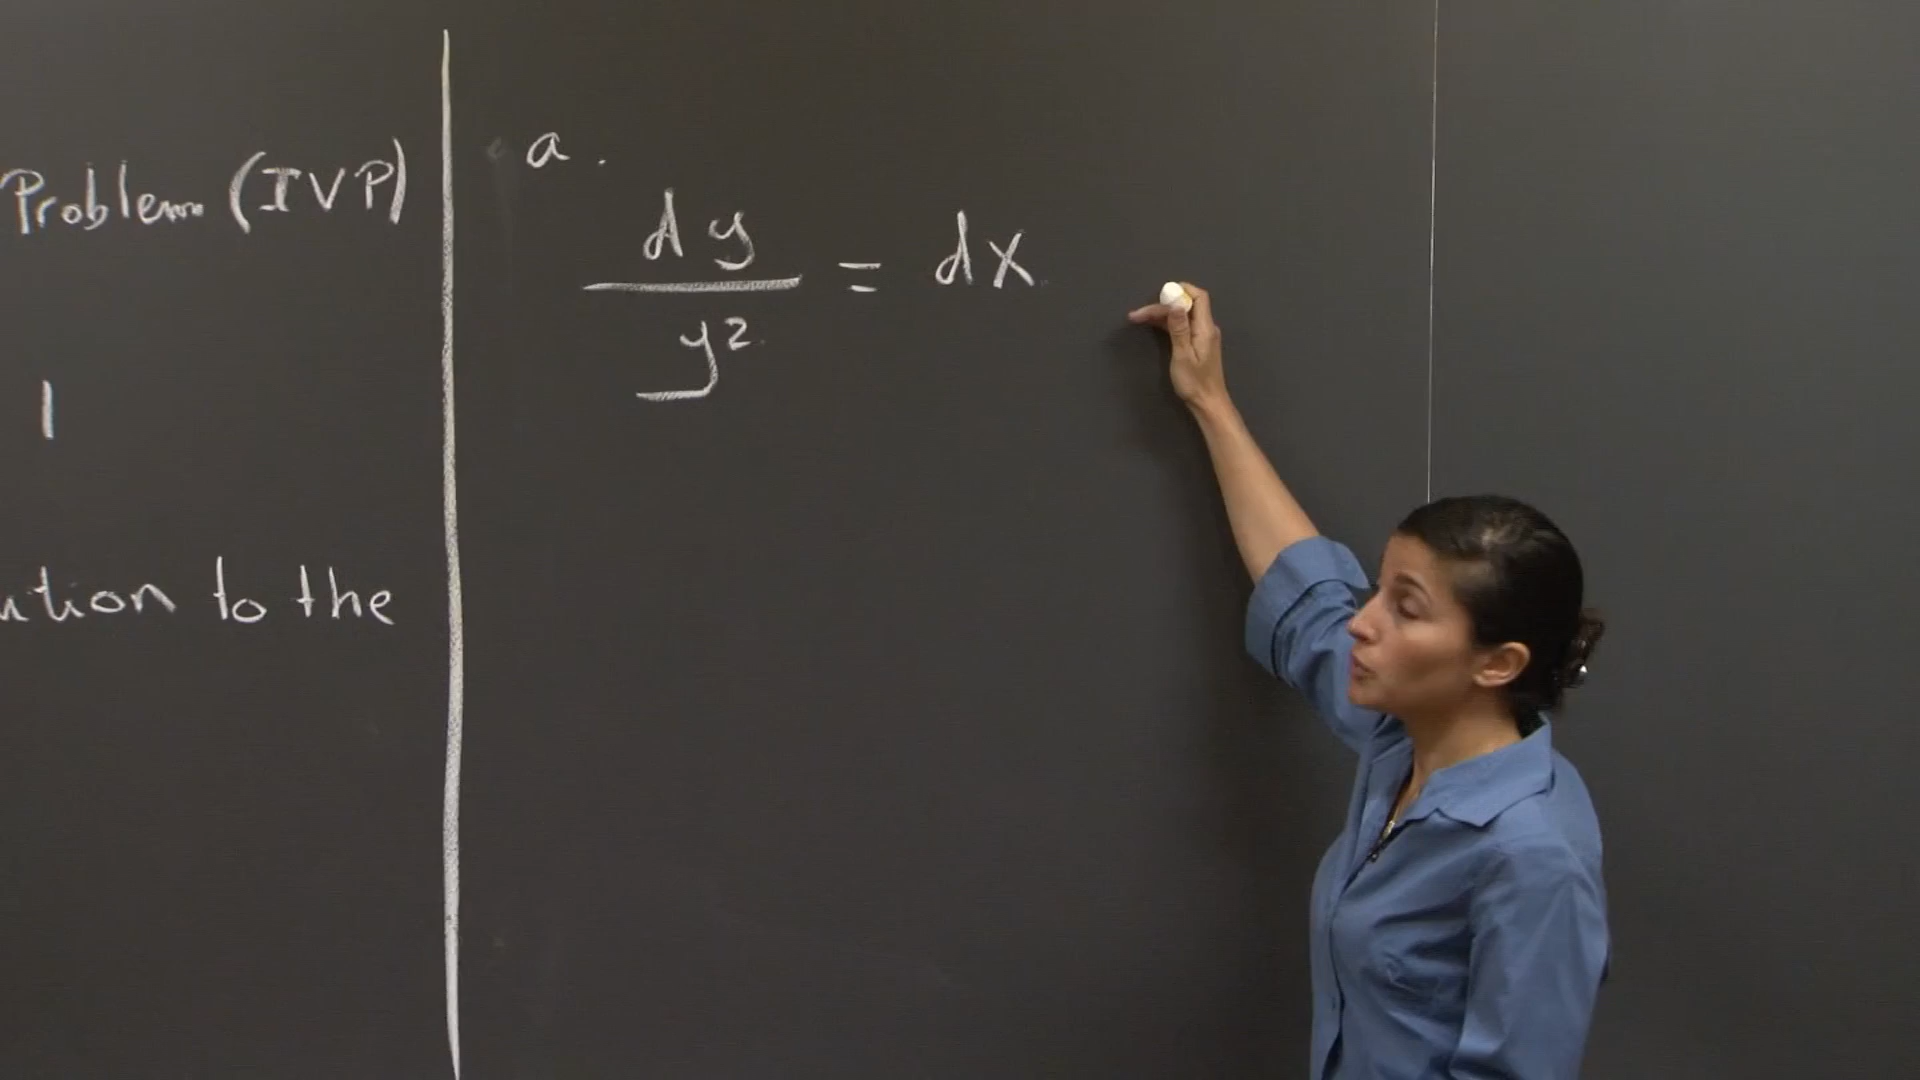 Problem (IVP)
1
ution to the
a.
dy/y² = dx